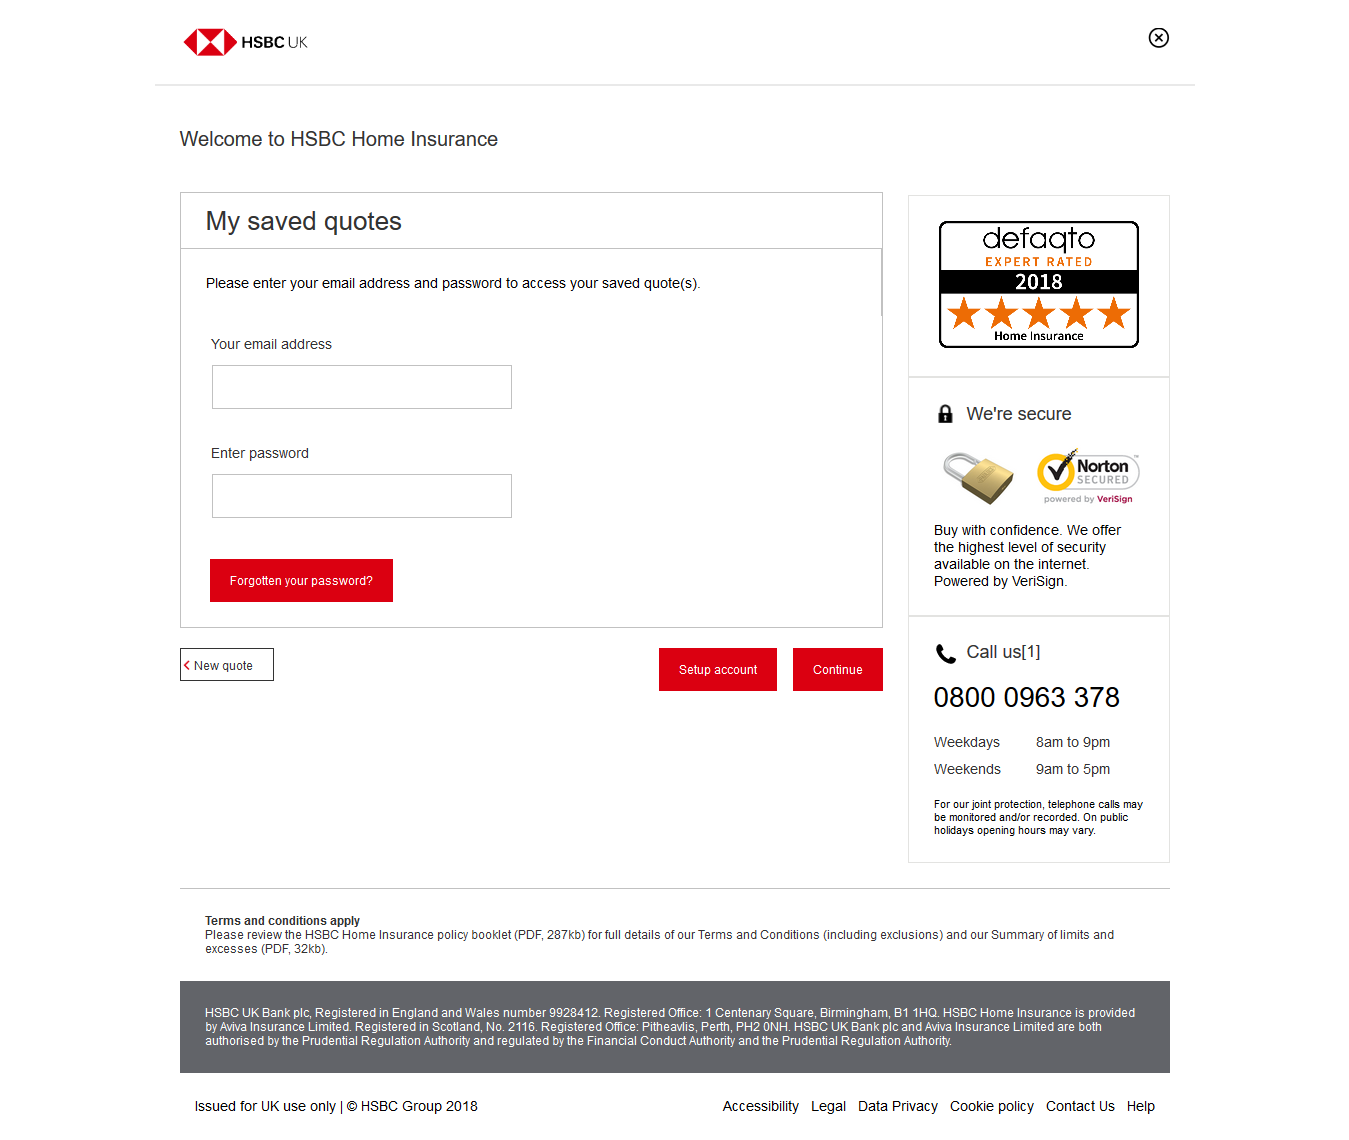 HSBC UK
Welcome to HSBC Home Insurance
My saved quotes
Please enter your email address and password to access your saved quote(s).
Your email address
Enter password
Forgotten your password?
New quote
Setup account
Continue
defaqto
EXPERT RATED
2018
Home Insurance
We're secure
Norton
SECURED
powered by VeriSign
Buy with confidence. We offer
the highest level of security
available on the internet.
Powered by VeriSign.
Call us[1]
0800 0963 378
Weekdays 8am to 9pm
Weekends 9am to 5pm
For our joint protection, telephone calls may
be monitored and/or recorded. On public
holidays opening hours may vary.
Terms and conditions apply
Please review the HSBC Home Insurance policy booklet (PDF, 287kb) for full details of our Terms and Conditions (including exclusions) and our Summary of limits and
excesses (PDF, 32kb).
HSBC UK Bank plc, Registered in England and Wales number 9928412. Registered Office: 1 Centenary Square, Birmingham, B1 1HQ. HSBC Home Insurance is provided
by Aviva Insurance Limited. Registered in Scotland, No. 2116. Registered Office: Pitheavlis, Perth, PH2 0NH. HSBC UK Bank plc and Aviva Insurance Limited are both
authorised by the Prudential Regulation Authority and regulated by the Financial Conduct Authority and the Prudential Regulation Authority.
Issued for UK use only | © HSBC Group 2018
Accessibility Legal Data Privacy Cookie policy Contact Us Help